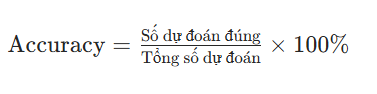 Accuracy = Số dự đoán đúng / Tổng số dự đoán × 100%